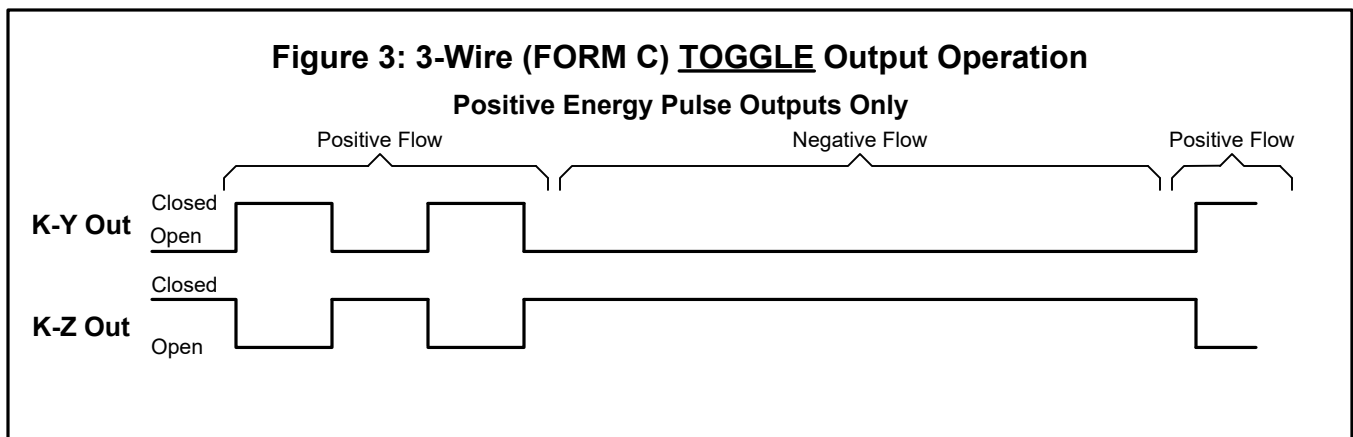 Figure 3: 3-Wire (FORM C) TOGGLE Output Operation
Positive Energy Pulse Outputs Only
Positive Flow
Negative Flow
Positive Flow
K-Y Out
Closed
Open
K-Z Out
Closed
Open